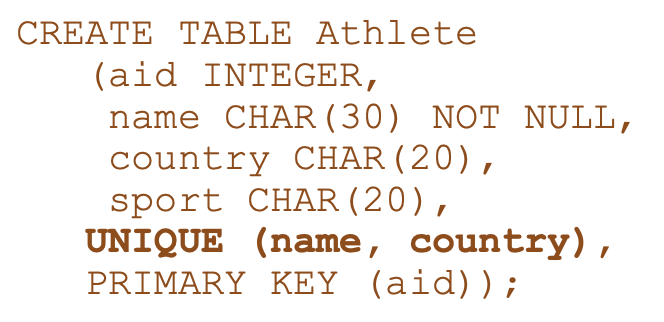 CREATE TABLE Athlete
(aid INTEGER,
name CHAR(30) NOT NULL,
country CHAR(20),
sport CHAR(20),
UNIQUE (name, country),
PRIMARY KEY (aid));